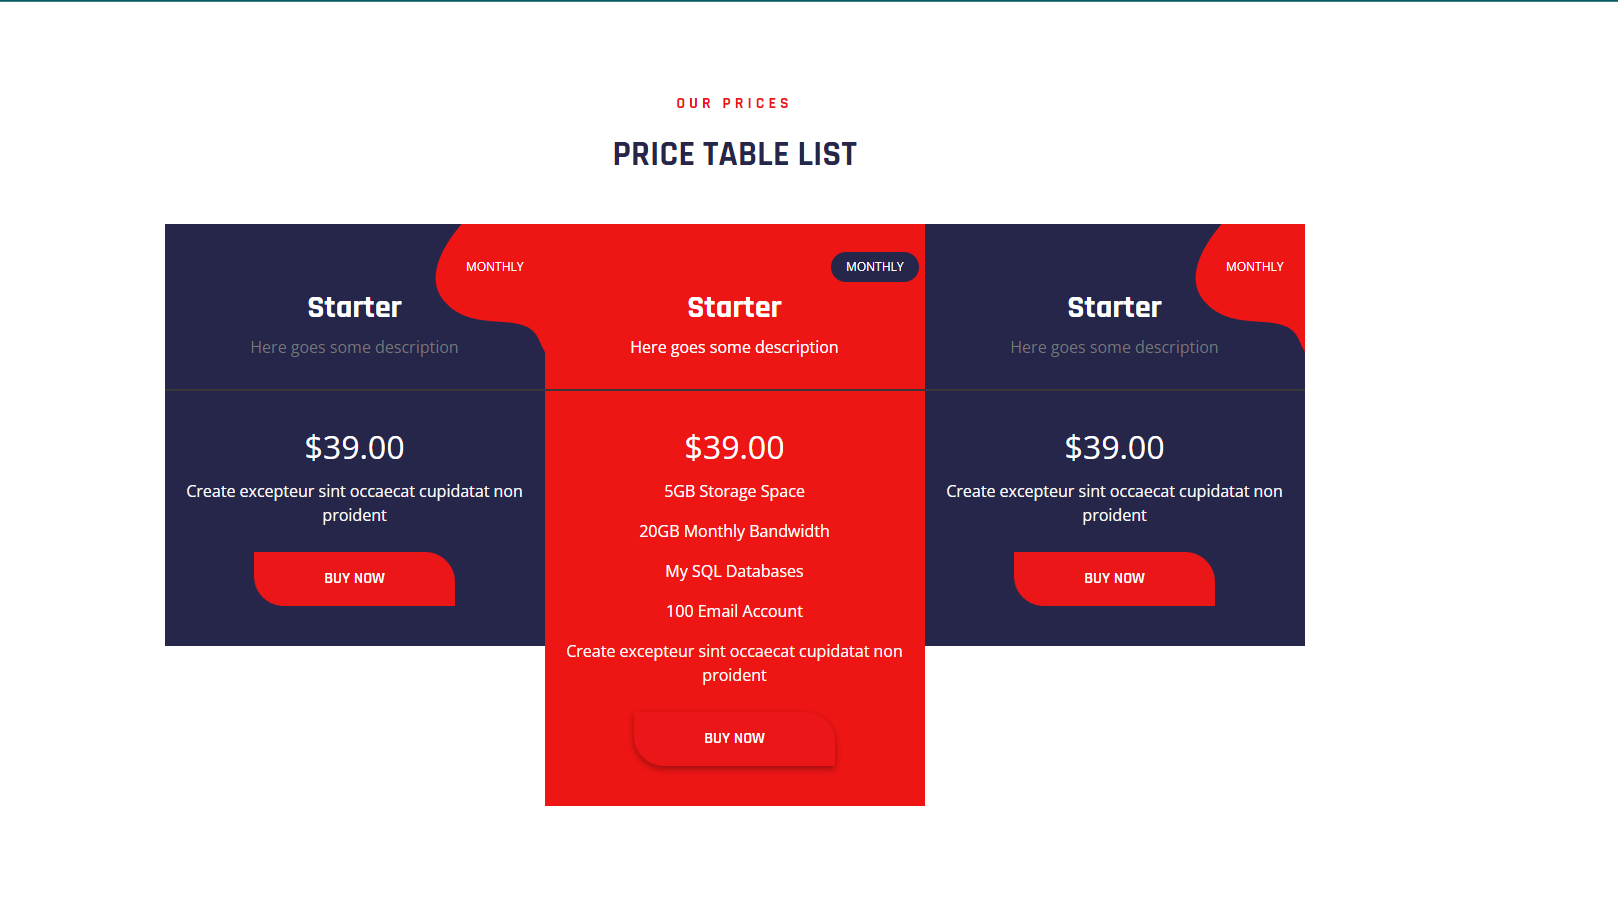 OUR PRICES
PRICE TABLE LIST
MONTHLY
Starter
Here goes some description
$39.00
Create excepteur sint occaecat cupidatat non
proident
BUY NOW
MONTHLY
Starter
Here goes some description
$39.00
5GB Storage Space
20GB Monthly Bandwidth
My SQL Databases
100 Email Account
Create excepteur sint occaecat cupidatat non
proident
BUY NOW
MONTHLY
Starter
Here goes some description
$39.00
Create excepteur sint occaecat cupidatat non
proident
BUY NOW